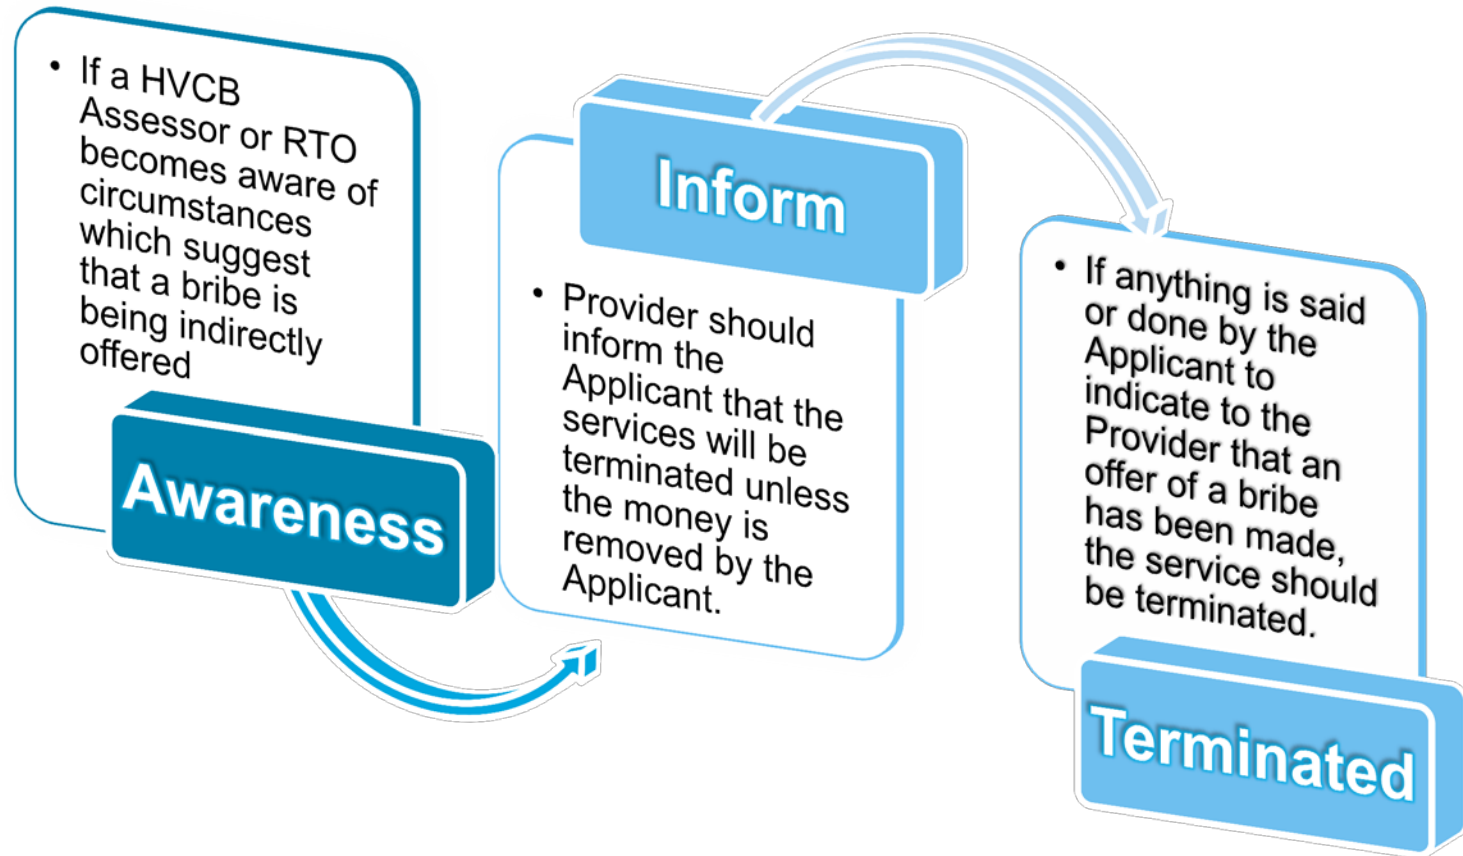 • If a HVCB
Assessor or RTO
becomes aware of
circumstances
which suggest
that a bribe is
being indirectly
offered
Awareness
Inform
• Provider should
inform the
Applicant that the
services will be
terminated unless
the money is
removed by the
Applicant.
• If anything is said
or done by the
Applicant to
indicate to the
Provider that an
offer of a bribe
has been made,
the service should
be terminated.
Terminated